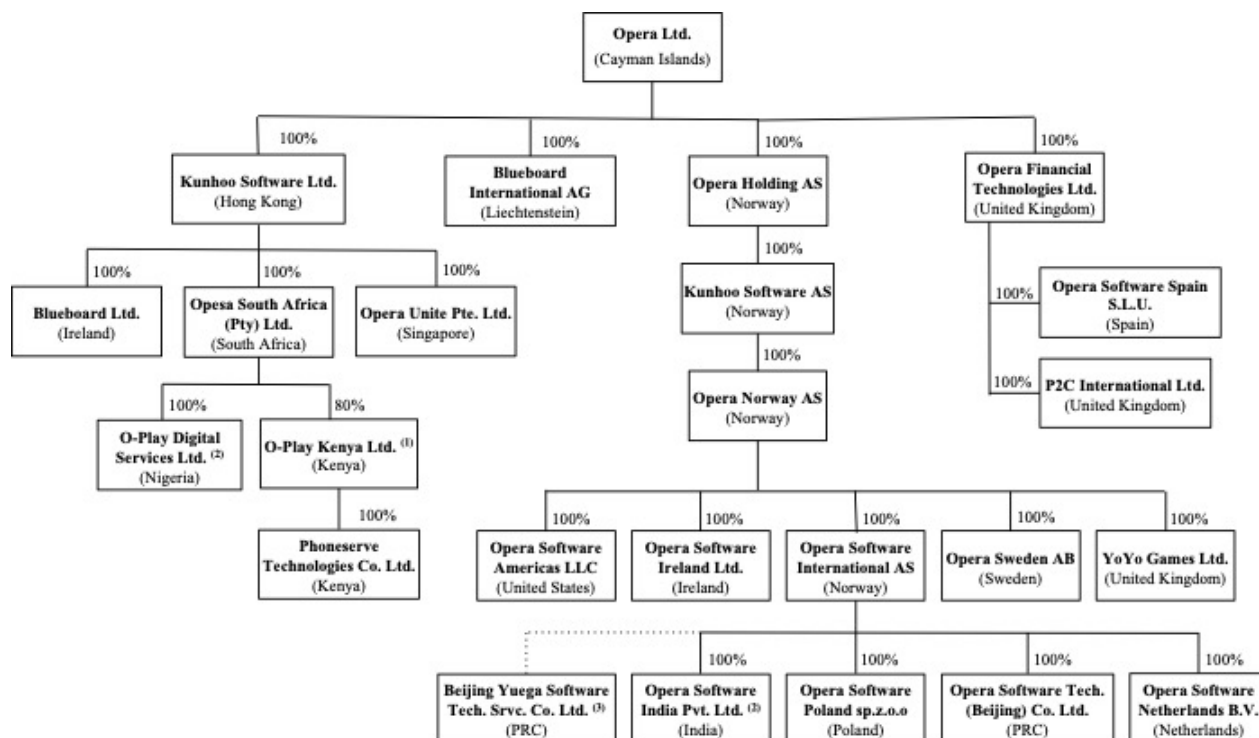 Opera Ltd.
(Cayman Islands)
100%
100%
100%
100%
Kunhoo Software Ltd.
(Hong Kong)
Blueboard
International AG
(Liechtenstein)
Opera Holding AS
(Norway)
Opera Financial
Technologies Ltd.
(United Kingdom)
100%
100%
100%
100%
Blueboard Ltd.
(Ireland)
Opesa South Africa
(Pty) Ltd.
(South Africa)
Opera Unite Pte. Ltd.
(Singapore)
Kunhoo Software AS
(Norway)
100%
Opera Software Spain
S.L.U.
(Spain)
100%
Opera Norway AS
(Norway)
100%
P2C International Ltd.
(United Kingdom)
100%
80%
O-Play Digital
Services Ltd. (2)
(Nigeria)
O-Play Kenya Ltd. (1)
(Kenya)
100%
Phoneserve
Technologies Co. Ltd.
(Kenya)
100%
100%
100%
100%
100%
Opera Software
Americas LLC
(United States)
Opera Software
Ireland Ltd.
(Ireland)
Opera Software
International AS
(Norway)
Opera Sweden AB
(Sweden)
YoYo Games Ltd.
(United Kingdom)
100%
100%
100%
100%
Beijing Yuega Software
Tech. Srvc. Co. Ltd. (3)
(PRC)
Opera Software
India Pvt. Ltd. (2)
(India)
Opera Software
Poland sp.z.o.o
(Poland)
Opera Software Tech.
(Beijing) Co. Ltd.
(PRC)
Opera Software
Netherlands B.V.
(Netherlands)